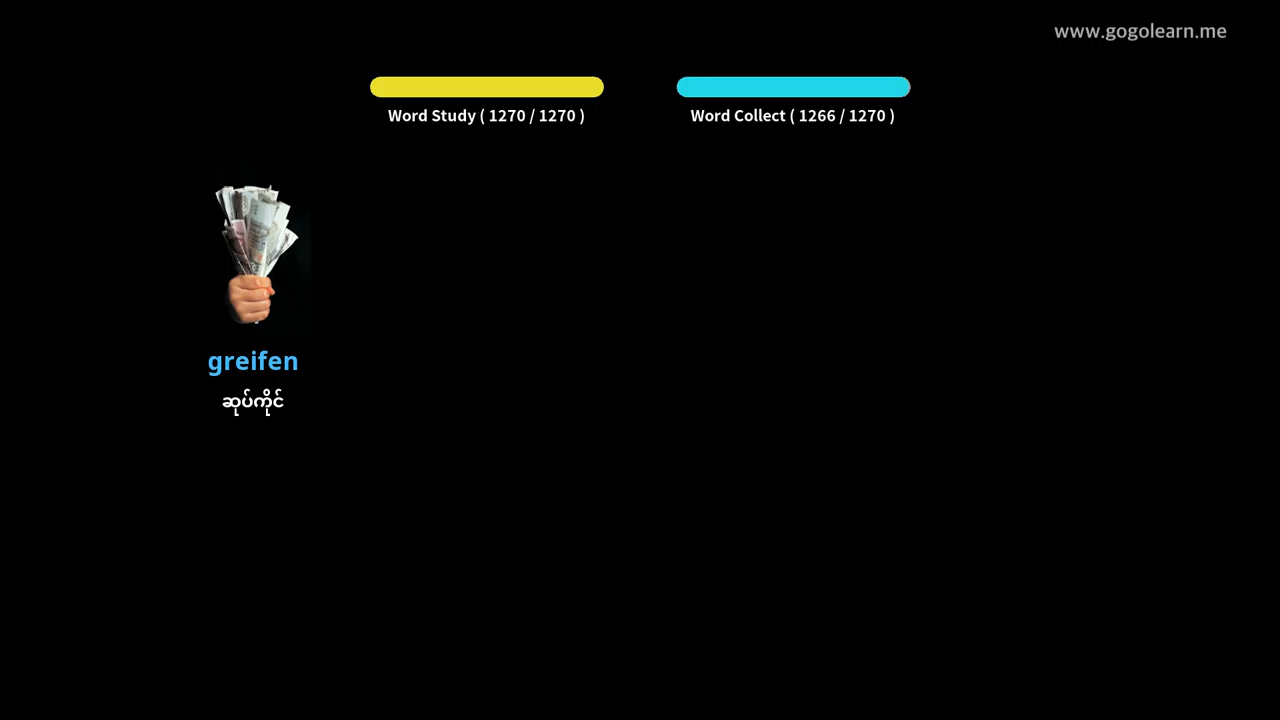 www.gogolearn.me
Word Study ( 1270 / 1270 )
Word Collect ( 1266 / 1270 )
greifen
ဆုပ်ကိုင်